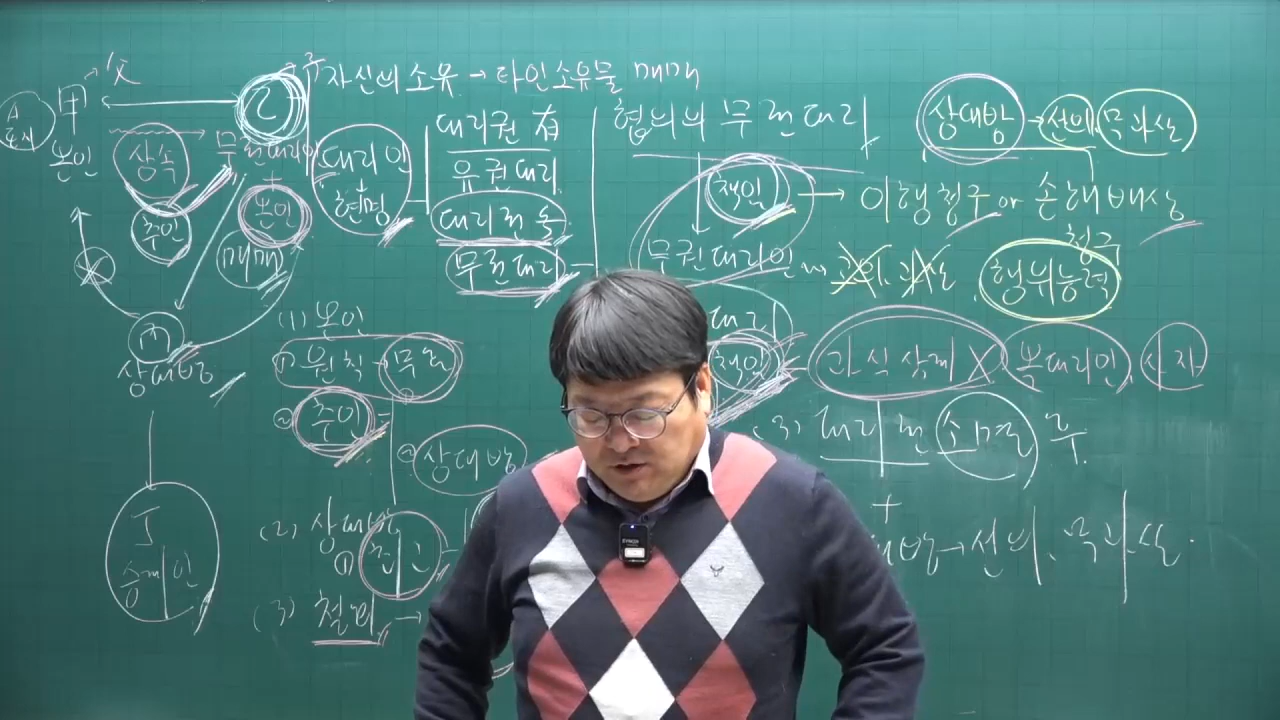 父
甲
乙
자신의 소유 → 타인소유물 매매
토지
본인
상속
무권대리인
+
본인
추인
매매
丙
상대방
丁
승계인
대리인
+
현명
대리권 有
유권대리
대리권 남용
무권대리
(1) 본인
① 원칙 → 무효
② 추인
② 상대방
(2) 상대방
①
(3) 철회 →
협의의 무권대리
책임 → 이행청구 or 손해배상
청구
무권대리인
행위능력
상대방 → 선의 무과실
대리
책임
과실상계 X
복대리인, 사자
(3) 대리권 소멸 후
+
대방 → 선의, 무과실.